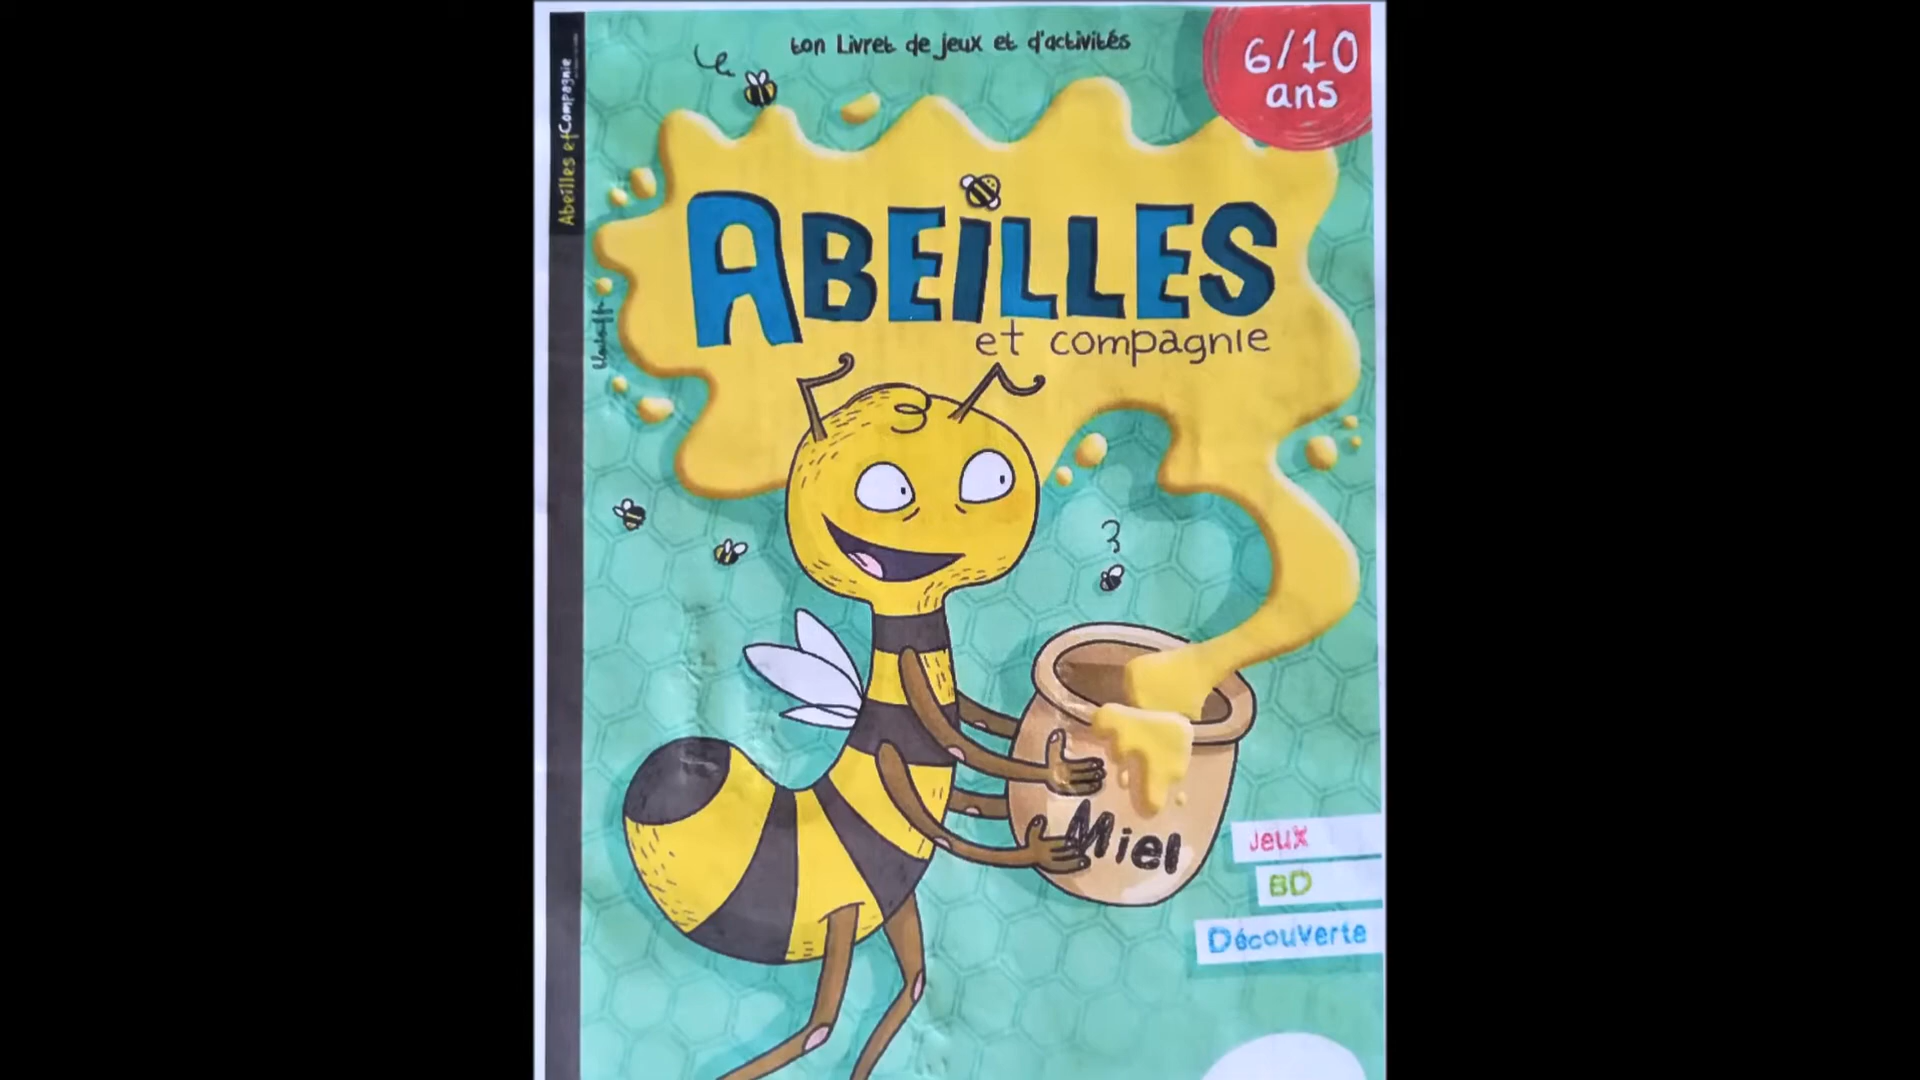 Abeilles et Compagnie
ton Livret de jeux et d'activités
6/10
ans
ABEiLLES
et compagnie
Miel
Jeux
BD
Découverte